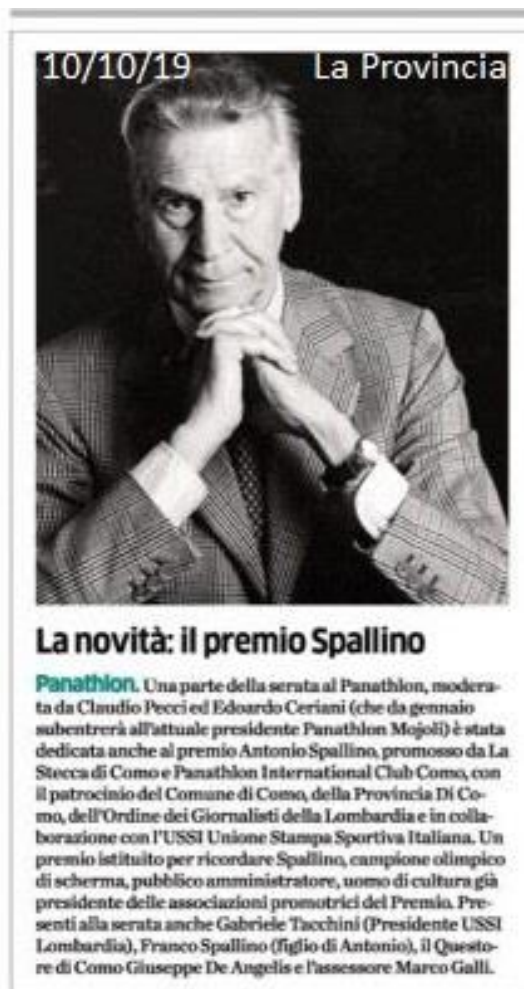 10/10/19 La Provincia
La novità: il premio Spallino
Panathlon. Una parte della serata al Panathlon, modera-
ta da Claudio Pecci ed Edoardo Ceriani (che da gennaio
subentrerà all'attuale presidente Panathlon Mojoli) è stata
dedicata anche al premio Antonio Spallino, promosso da La
Stecca di Como e Panathlon International Club Como, con
il patrocinio del Comune di Como, della Provincia Di Co-
mo, dell'Ordine dei Giornalisti della Lombardia e in colla-
borazione con l'USSI Unione Stampa Sportiva Italiana. Un
premio istituito per ricordare Spallino, campione olimpico
di scherma, pubblico amministratore, uomo di cultura già
presidente delle associazioni promotrici del Premio. Pre-
senti alla serata anche Gabriele Tacchini (Presidente USSI
Lombardia), Franco Spallino (figlio di Antonio), il Questo-
re di Como Giuseppe De Angelis e l'assessore Marco Galli.